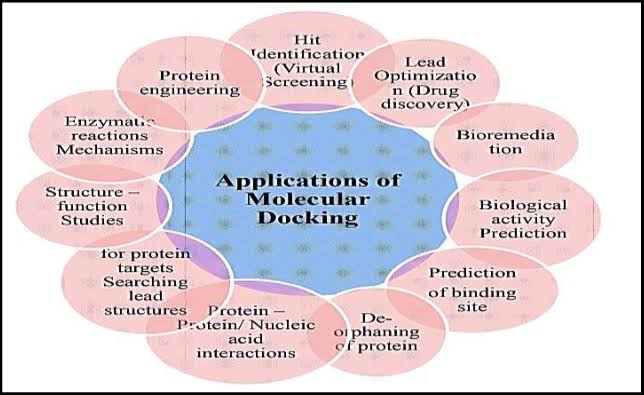 Hit
Identification
(Virtual
Screening)
Lead
Optimizatio
n (Drug
discovery)
Bioremedia
tion
Biological
activity
Prediction
Prediction
of binding
site
De-
orphaning
of protein
Protein –
Protein/ Nucleic
acid
interactions
for protein
targets
Searching
lead
structures
Structure –
function
Studies
Enzymatic
reactions
Mechanisms
Protein
engineering
Applications of
Molecular
Docking